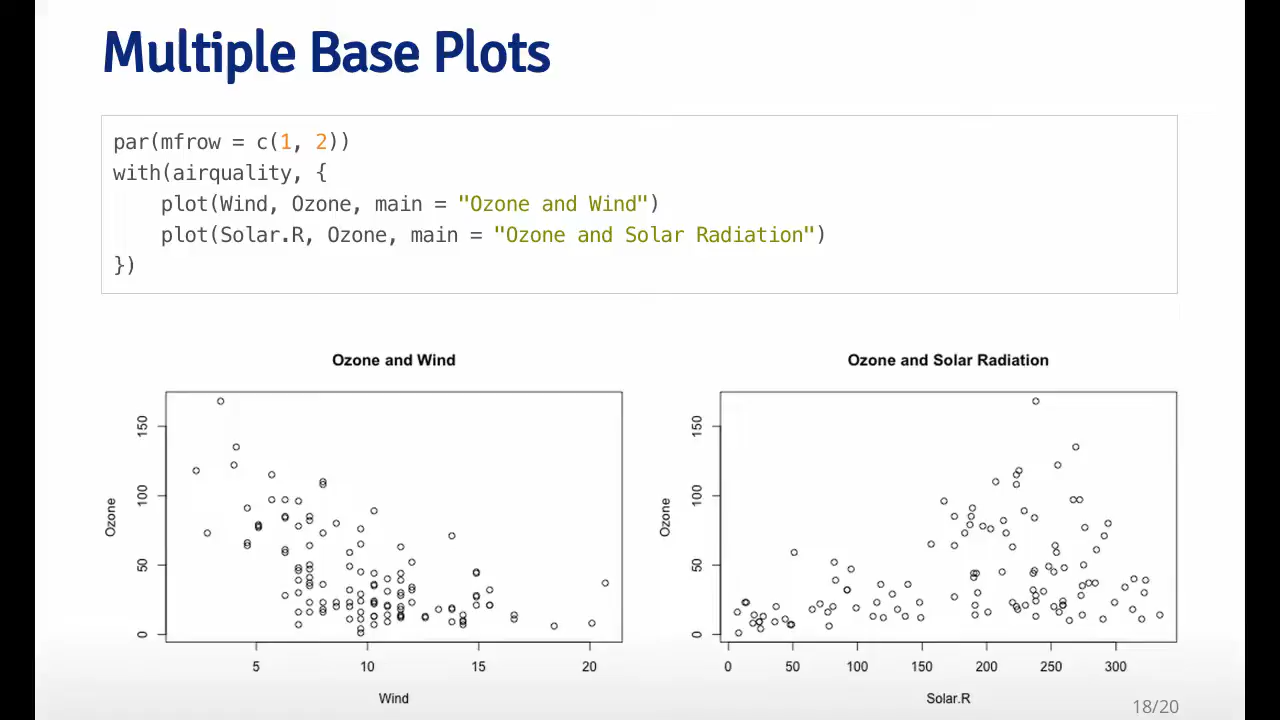 Multiple Base Plots
par(mfrow = c(1, 2))
with(airquality, {
    plot(Wind, Ozone, main = "Ozone and Wind")
    plot(Solar.R, Ozone, main = "Ozone and Solar Radiation")
})
Ozone and Wind
Ozone
150
100
50
0
5 10 15 20
Wind
Ozone and Solar Radiation
Ozone
150
100
50
0
0 50 100 150 200 250 300
Solar.R
18/20